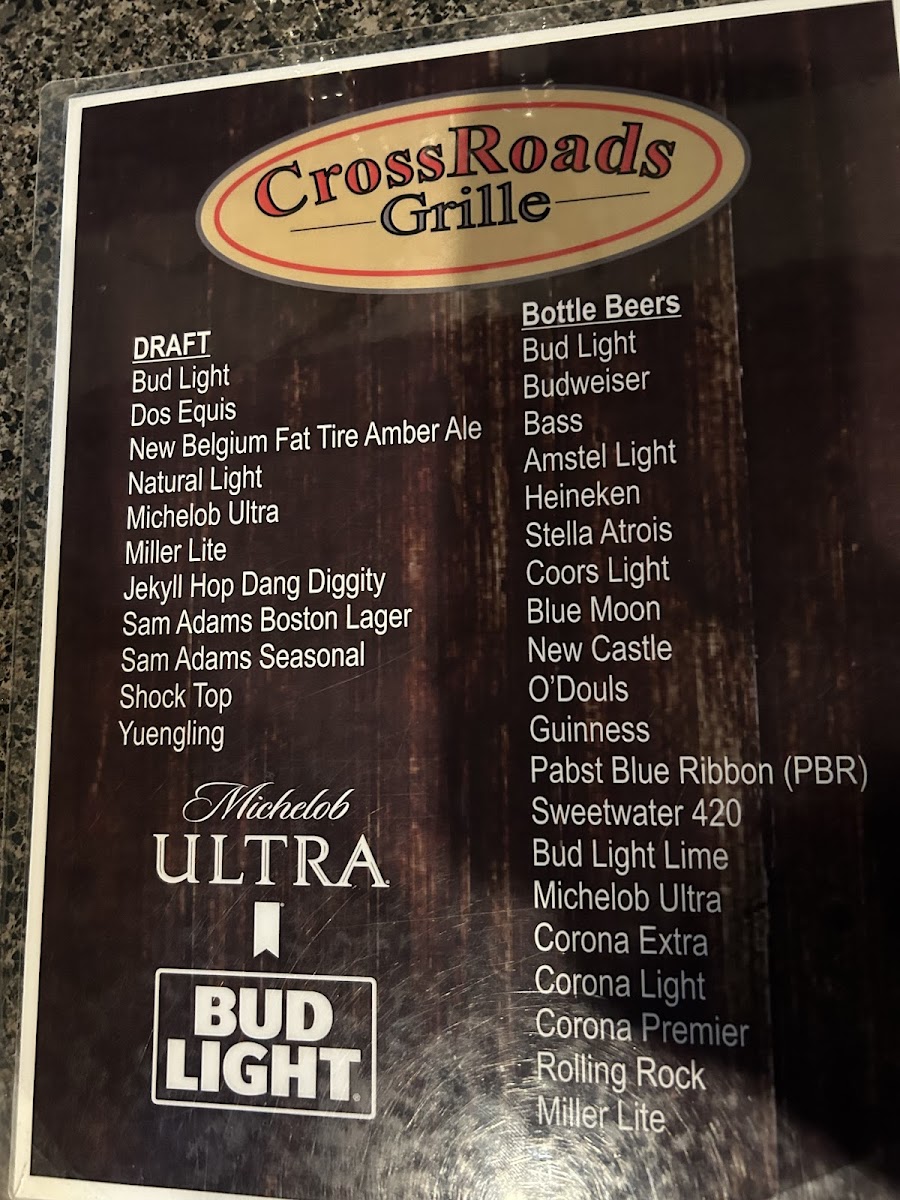 CrossRoads
Grille
DRAFT
Bud Light
Dos Equis
New Belgium Fat Tire Amber Ale
Natural Light
Michelob Ultra
Miller Lite
Jekyll Hop Dang Diggity
Sam Adams Boston Lager
Sam Adams Seasonal
Shock Top
Yuengling
Michelob
ULTRA
BUD
LIGHT
Bottle Beers
Bud Light
Budweiser
Bass
Amstel Light
Heineken
Stella Atrois
Coors Light
Blue Moon
New Castle
O'Douls
Guinness
Pabst Blue Ribbon (PBR)
Sweetwater 420
Bud Light Lime
Michelob Ultra
Corona Extra
Corona Light
Corona Premier
Rolling Rock
Miller Lite